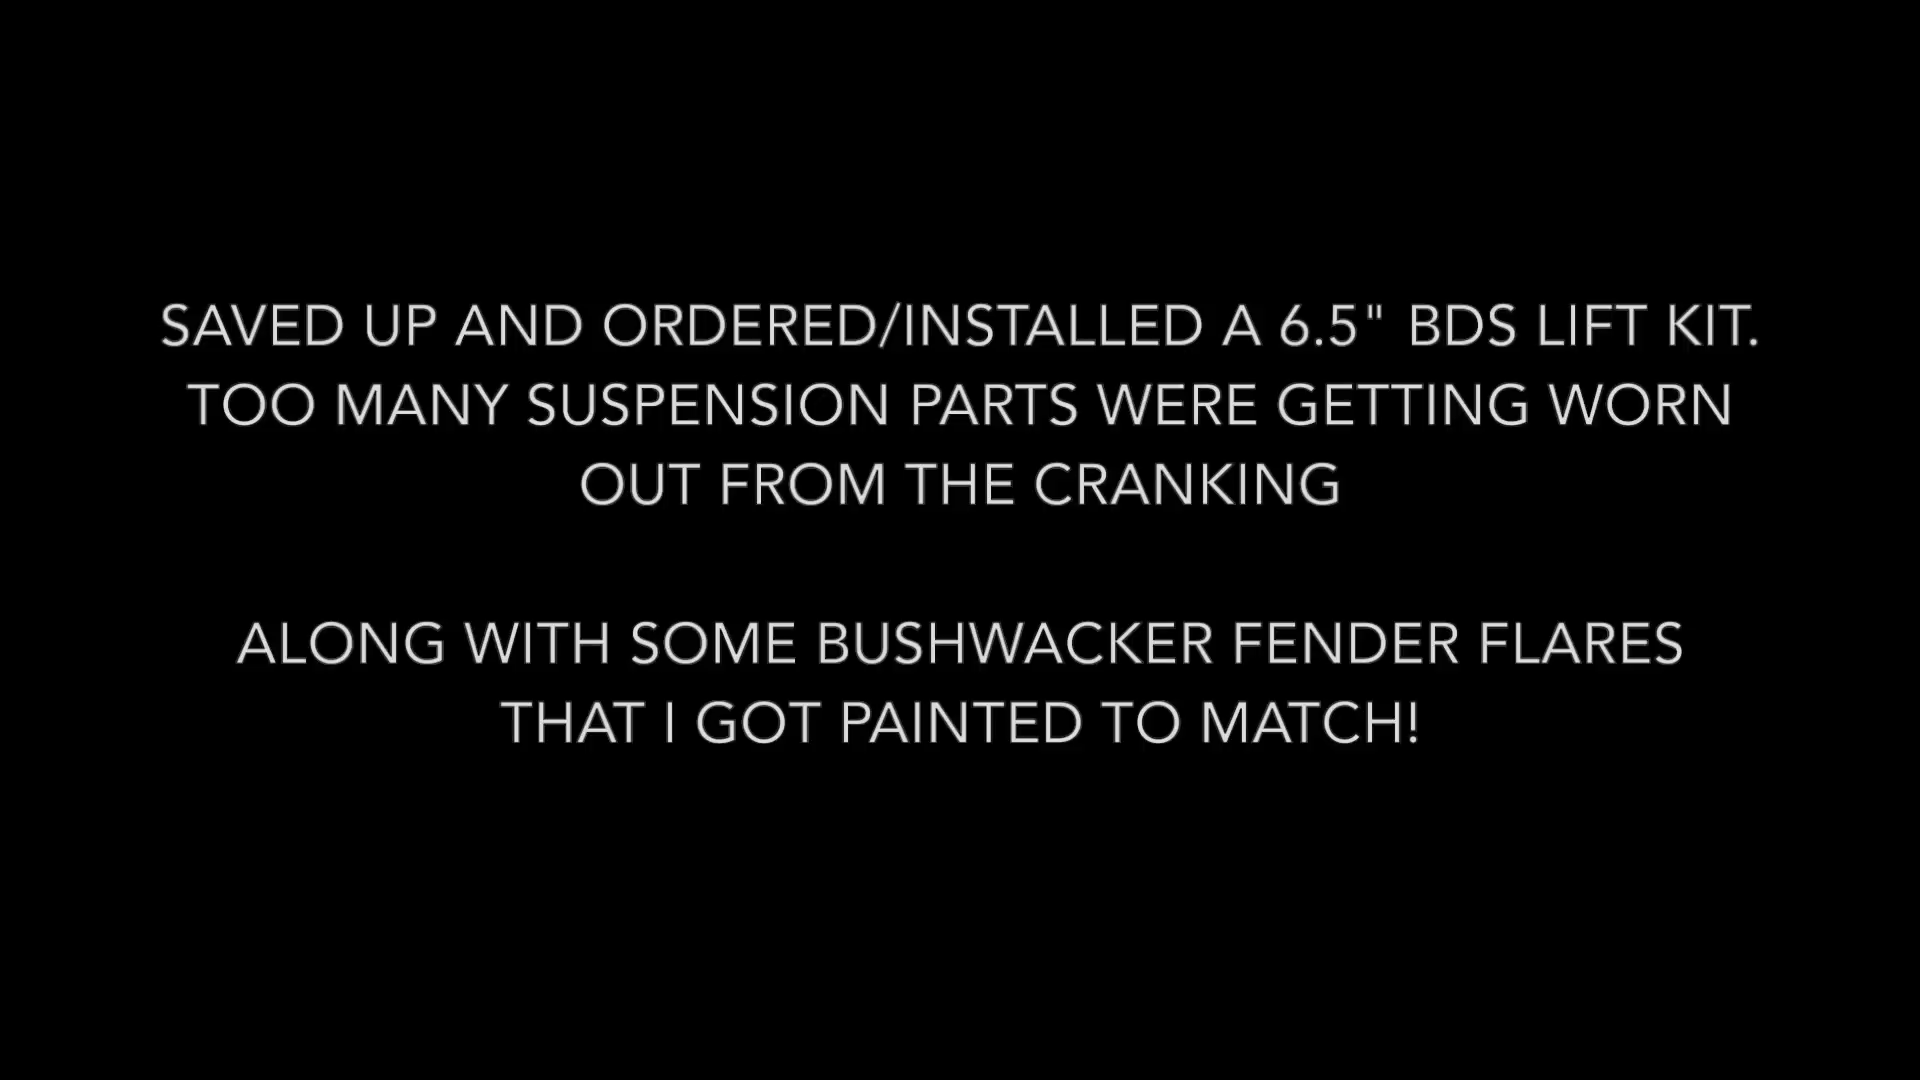 SAVED UP AND ORDERED/INSTALLED A 6.5" BDS LIFT KIT.
TOO MANY SUSPENSION PARTS WERE GETTING WORN
OUT FROM THE CRANKING
ALONG WITH SOME BUSHWACKER FENDER FLARES
THAT I GOT PAINTED TO MATCH!